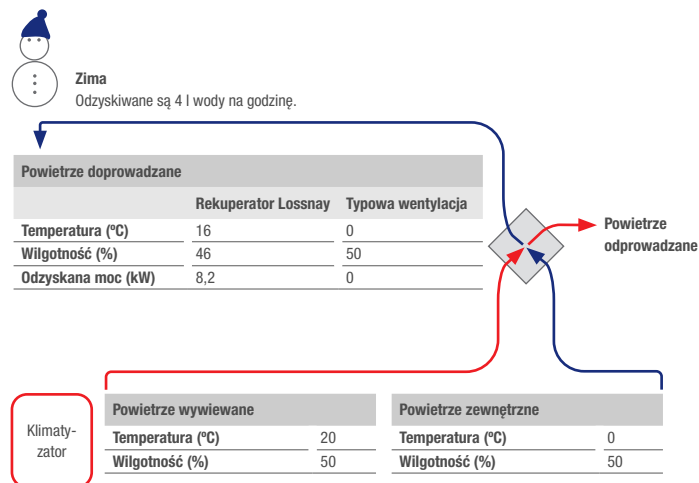 Zima
Odzyskiwane są 4 l wody na godzinę.
Powietrze doprowadzane
Rekuperator Lossnay Typowa wentylacja
Temperatura (ºC) 16 0
Wilgotność (%) 46 50
Odzyskana moc (kW) 8,2 0
Powietrze
odprowadzane
Klimaty-
zator
Powietrze wywiewane
Temperatura (ºC) 20
Wilgotność (%) 50
Powietrze zewnętrzne
Temperatura (ºC) 0
Wilgotność (%) 50